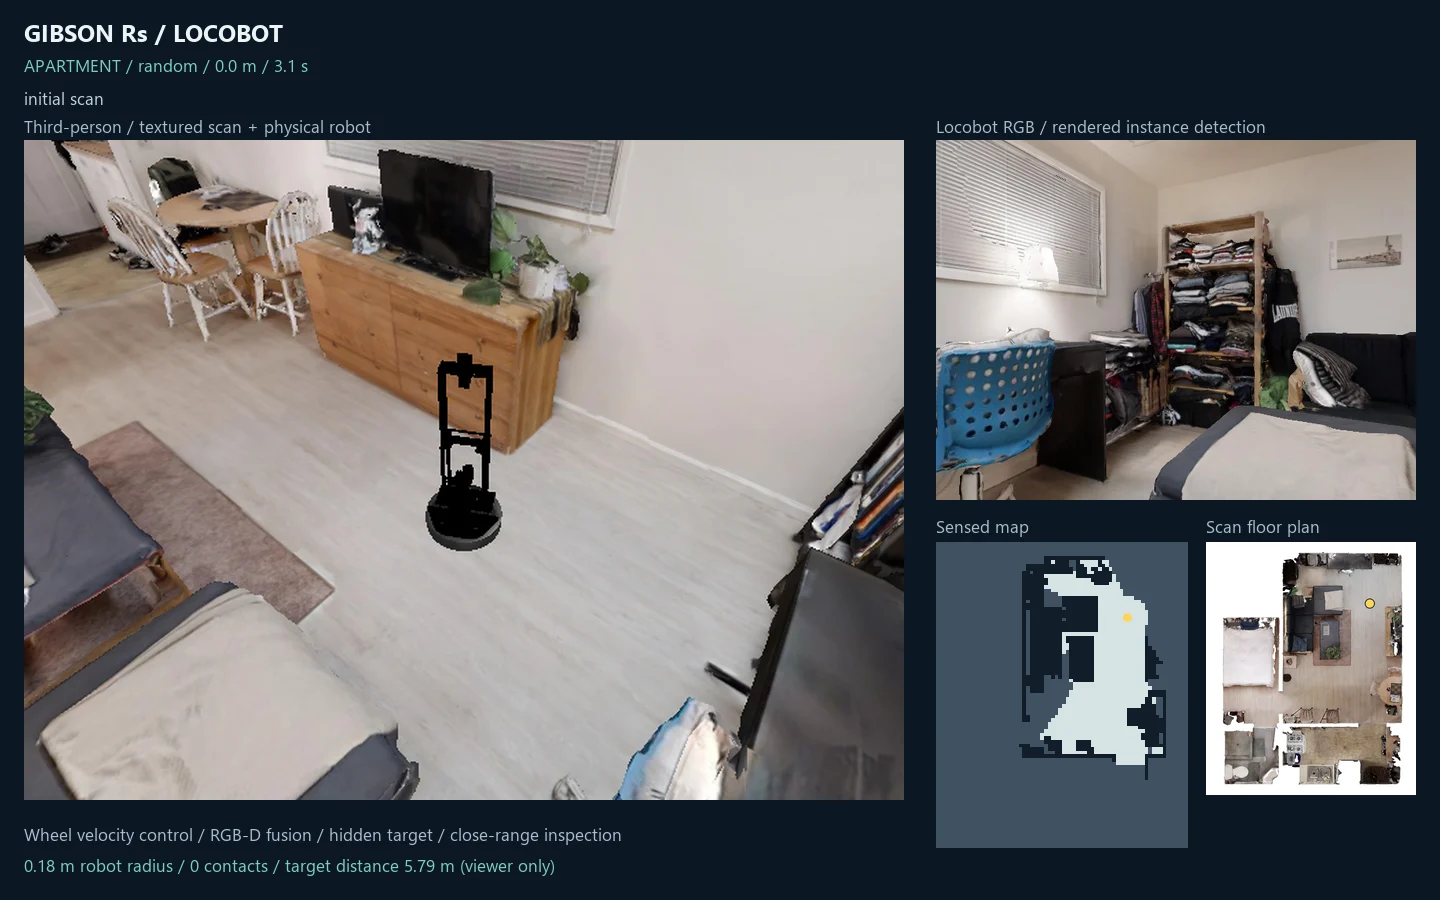 GIBSON Rs / LOCOBOT
APARTMENT / random / 0.0 m / 3.1 s
initial scan
Third-person / textured scan + physical robot
Locobot RGB / rendered instance detection
Sensed map
Scan floor plan
Wheel velocity control / RGB-D fusion / hidden target / close-range inspection
0.18 m robot radius / 0 contacts / target distance 5.79 m (viewer only)